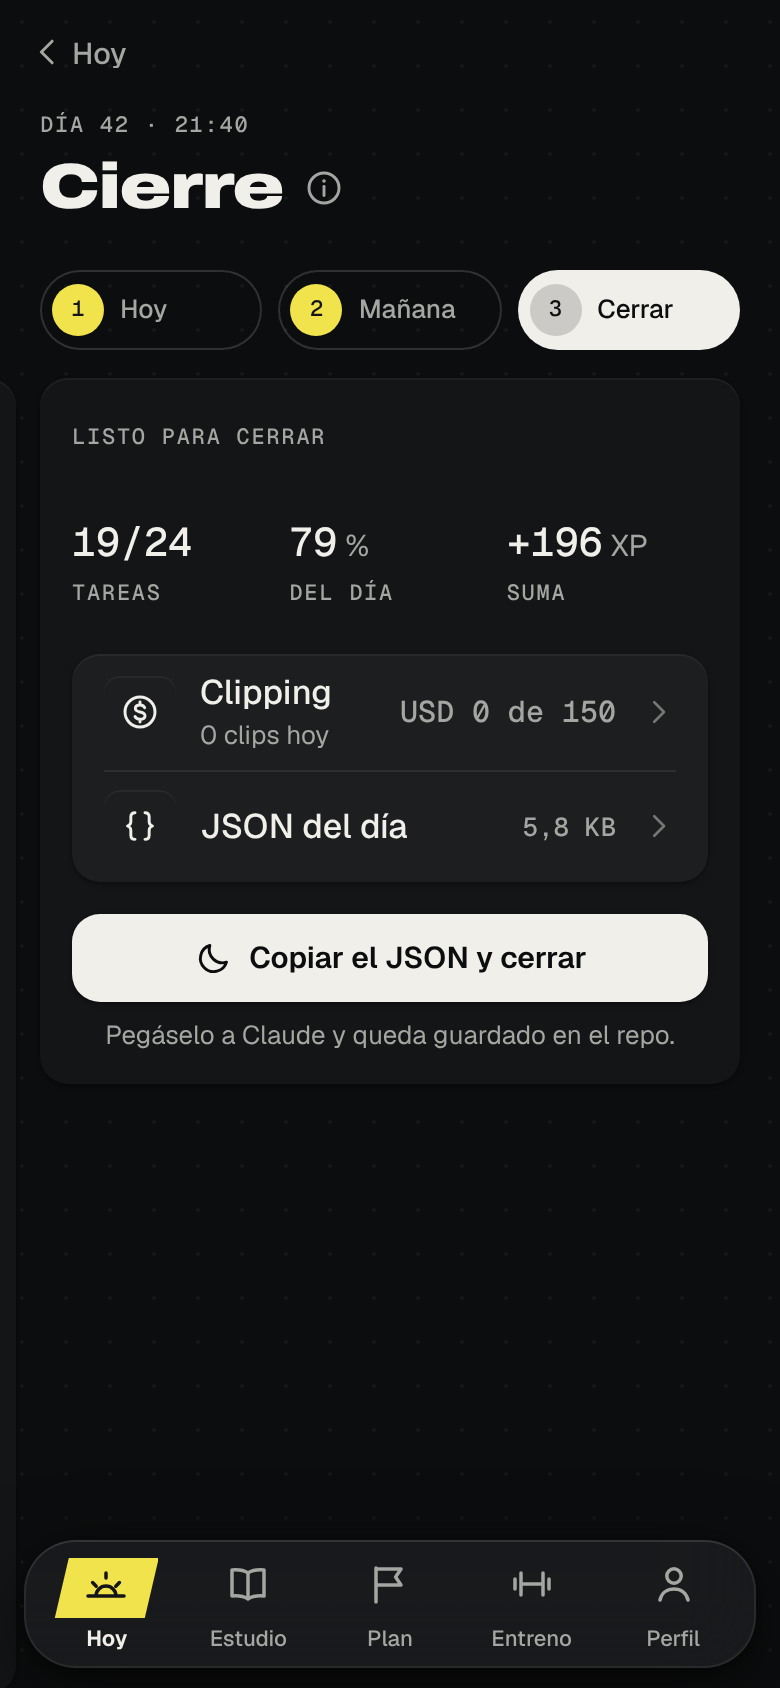 Hoy
DÍA 42 · 21:40
Cierre
1 Hoy
2 Mañana
3 Cerrar
LISTO PARA CERRAR
19/24
TAREAS
79 %
DEL DÍA
+196 XP
SUMA
Clipping
0 clips hoy
USD 0 de 150
{} JSON del día
5,8 KB
Copiar el JSON y cerrar
Pegáselo a Claude y queda guardado en el repo.
Hoy
Estudio
Plan
Entreno
Perfil